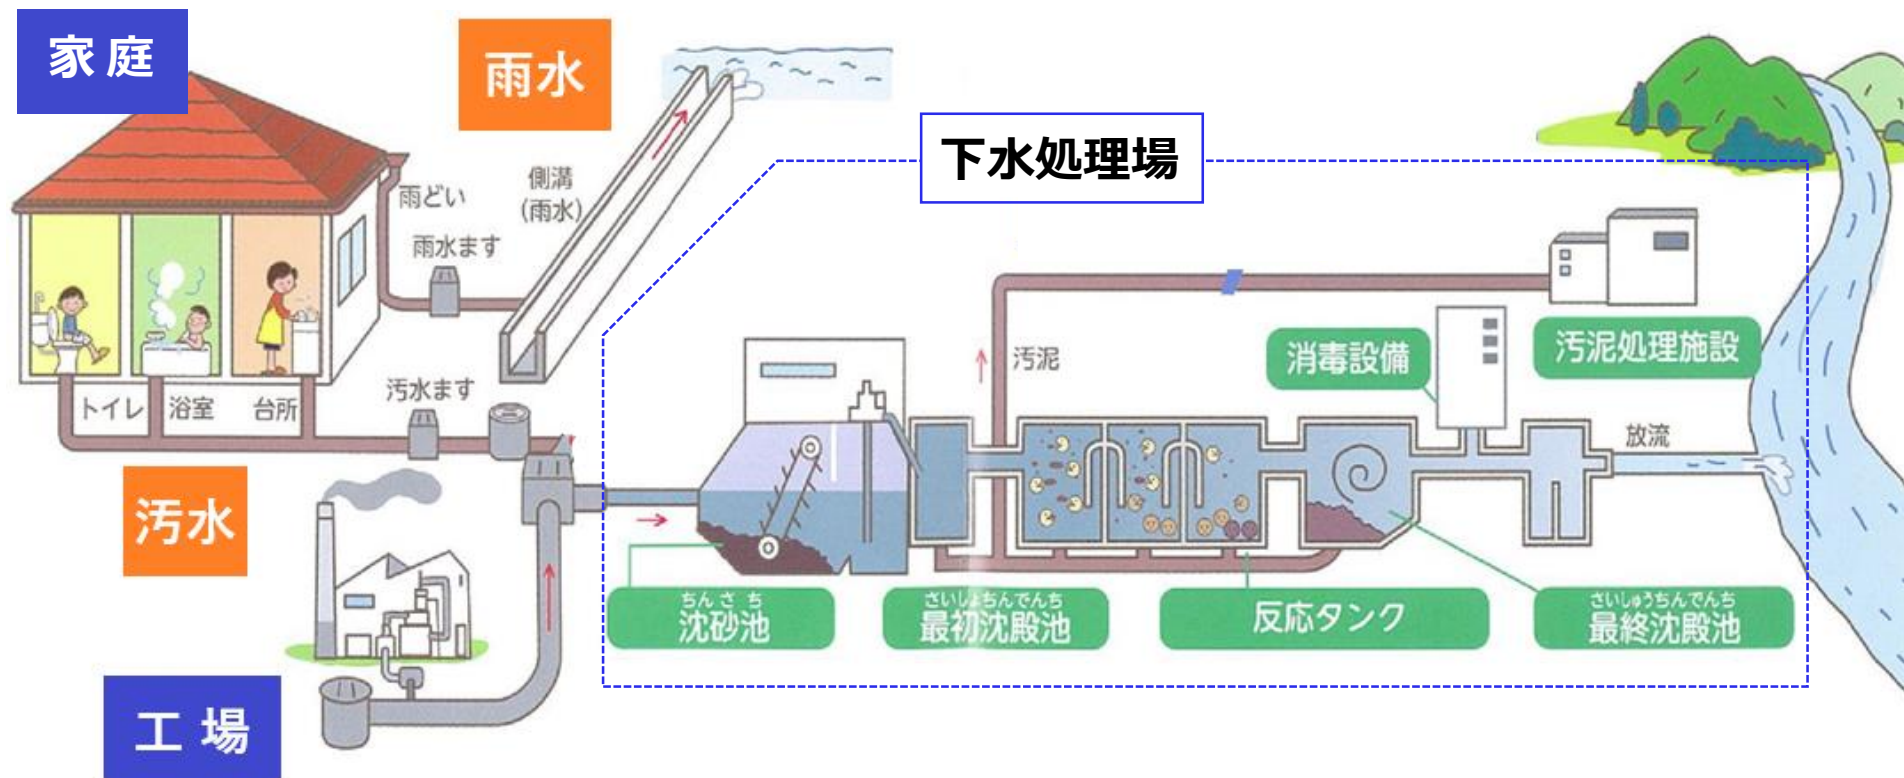 家庭
雨水
下水処理場
雨どい
側溝
(雨水)
雨水ます
汚泥
消毒設備
汚泥処理施設
トイレ
浴室
台所
汚水ます
放流
汚水
ちんさち
沈砂池
さいしょちんでんち
最初沈殿池
反応タンク
さいしゅうちんでんち
最終沈殿池
工場